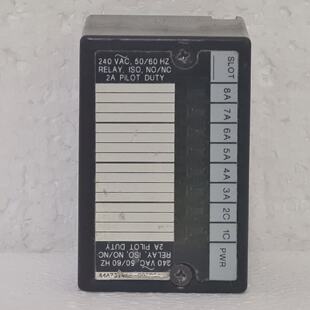 240 VAC, 50/60 HZ
RELAY, ISO, NO/NC
2A PILOT DUTY
SLOT
8A
7A
6A
5A
4A
3A
2C
1C
PWR
240 VAC, 50/60 HZ
RELAY, ISO, NO/NC
2A PILOT DUTY